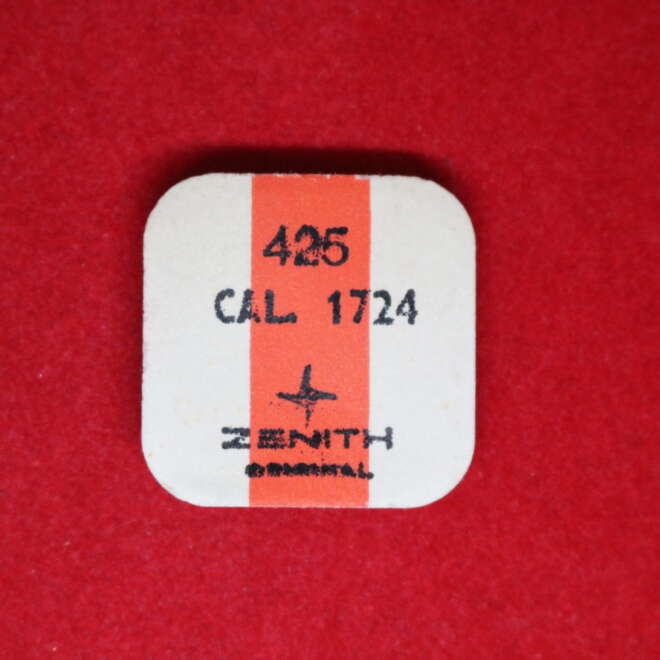 425
CAL. 1724
ZENITH
ORIGINAL